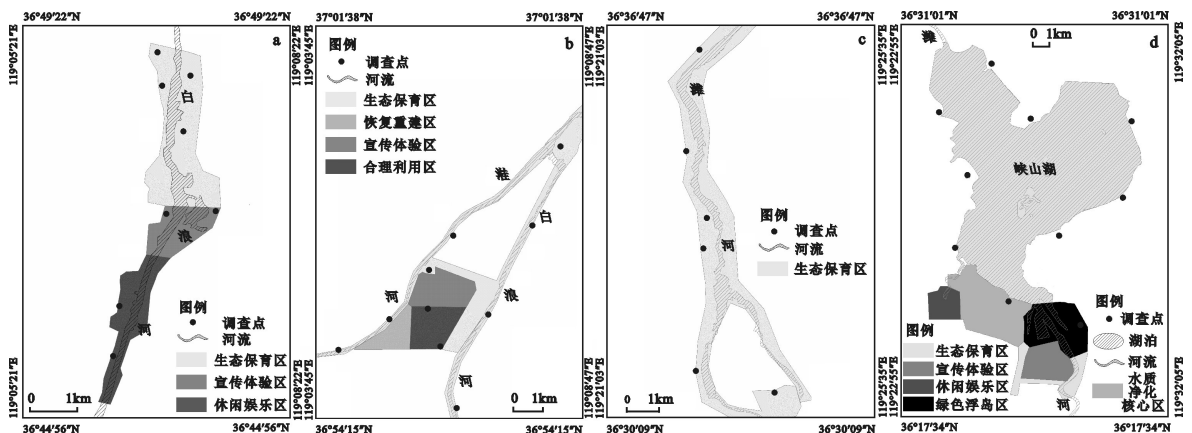 36°49′22″N 36°49′22″N
119°05′21″E
119°08′22″E
a
白
浪
河
图例
调查点
河流
生态保育区
宣传体验区
休闲娱乐区
0 1km
119°05′21″E
119°08′22″E
36°44′56″N 36°44′56″N
37°01′38″N 37°01′38″N
119°03′45″E
119°08′47″E
b
图例
调查点
河流
生态保育区
恢复重建区
宣传体验区
合理利用区
白
浪
河
河
0 1km
119°03′45″E
119°08′47″E
36°54′15″N 36°54′15″N
36°36′47″N 36°36′47″N
119°21′03″E
119°25′35″E
c
潍
河
图例
调查点
河流
生态保育区
0 1km
119°21′03″E
119°25′35″E
36°30′09″N 36°30′09″N
36°31′01″N 36°31′01″N
119°22′55″E
119°32′05″E
d
0 1km
潍
峡山湖
河
图例
生态保育区
宣传体验区
休闲娱乐区
绿色浮岛区
图例
调查点
湖泊
河流
水质
净化
核心区
119°22′55″E
119°32′05″E
36°17′34″N 36°17′34″N